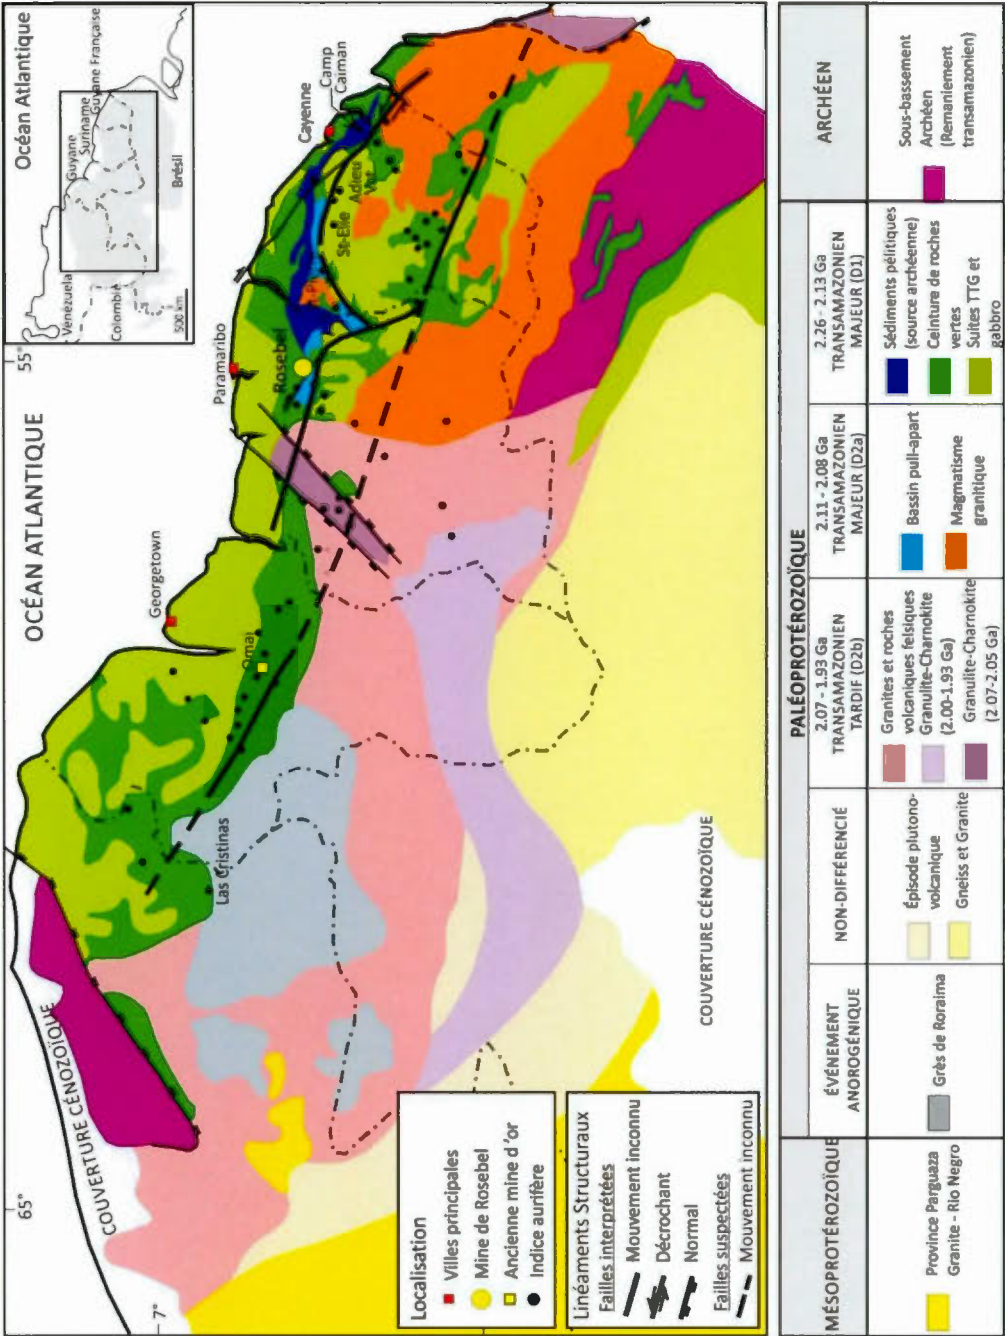 Océan Atlantique
Guyane
Suriname
Guyane Française
Venezuela
Colombie
Brésil
500 km
55°
65°
7°
OCÉAN ATLANTIQUE
COUVERTURE CÉNOZOÏQUE
COUVERTURE CÉNOZOÏQUE
Georgetown
Paramaribo
Cayenne
Camp
Caiman
Omai
Las Cristinas
Rosebel
St-Elie
Adieu
Vat
Localisation
Villes principales
Mine de Rosebel
Ancienne mine d'or
Indice aurifère
Linéaments Structuraux
Failles interprétées
Mouvement inconnu
Décrochant
Normal
Failles suspectées
Mouvement inconnu
MÉSOPROTÉROZOÏQUE
Province Parguaza
Granite - Rio Negro
PALÉOPROTÉROZOÏQUE
ÉVÉNEMENT
ANOROGÉNIQUE
Grès de Roraima
NON-DIFFÉRENCIÉ
Épisode plutono-
volcanique
Gneiss et Granite
2.07 - 1.93 Ga
TRANSAMAZONIEN
TARDIF (D2b)
Granites et roches
volcaniques felsiques
Granulite-Charnokite
(2.00-1.93 Ga)
Granulite-Charnokite
(2.07-2.05 Ga)
2.11 - 2.08 Ga
TRANSAMAZONIEN
MAJEUR (D2a)
Bassin pull-apart
Magmatisme
granitique
2.26 - 2.13 Ga
TRANSAMAZONIEN
MAJEUR (D1)
Sédiments pélitiques
(source archéenne)
Ceinture de roches
vertes
Suites TTG et
gabbro
ARCHÉEN
Sous-bassement
Archéen
(Remaniement
transamazonien)